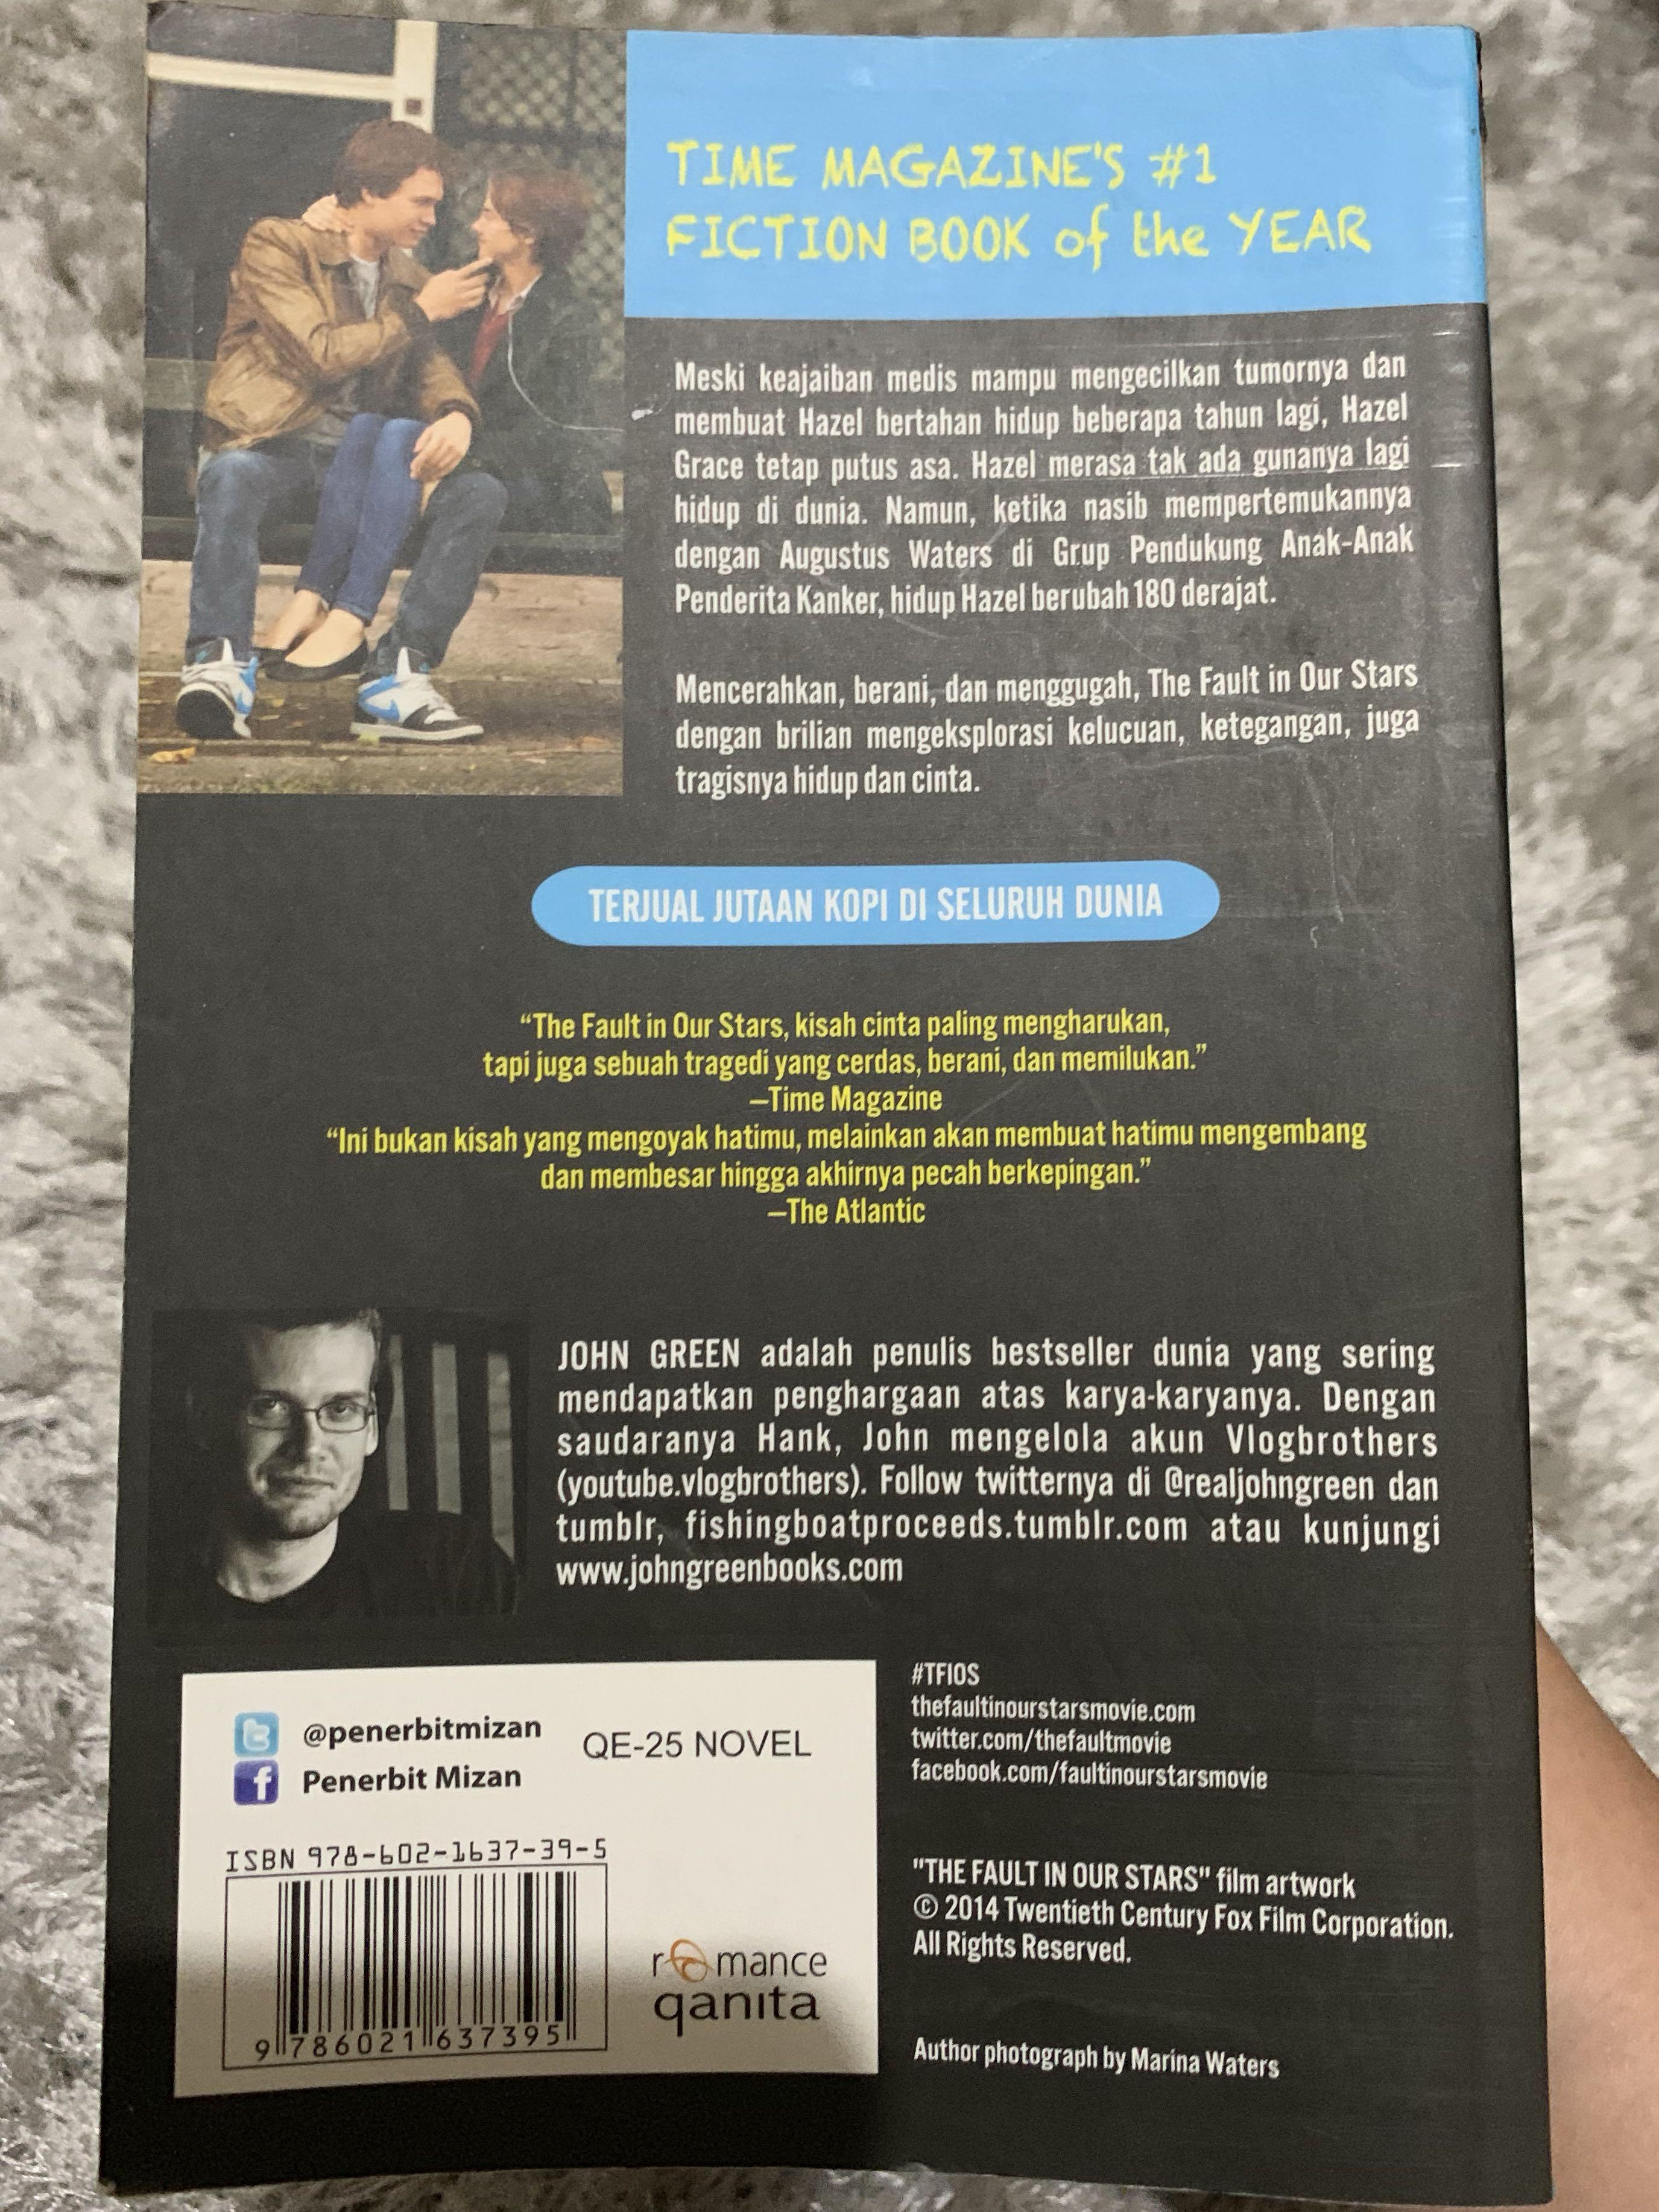 TIME MAGAZINE'S #1
FICTION BOOK of the YEAR
Meski keajaiban medis mampu mengecilkan tumornya dan
membuat Hazel bertahan hidup beberapa tahun lagi, Hazel
Grace tetap putus asa. Hazel merasa tak ada gunanya lagi
hidup di dunia. Namun, ketika nasib mempertemukannya
dengan Augustus Waters di Grup Pendukung Anak-Anak
Penderita Kanker, hidup Hazel berubah 180 derajat.
Mencerahkan, berani, dan menggugah, The Fault in Our Stars
dengan brilian mengeksplorasi kelucuan, ketegangan, juga
tragisnya hidup dan cinta.
TERJUAL JUTAAN KOPI DI SELURUH DUNIA
“The Fault in Our Stars, kisah cinta paling mengharukan,
tapi juga sebuah tragedi yang cerdas, berani, dan memilukan.”
—Time Magazine
“Ini bukan kisah yang mengoyak hatimu, melainkan akan membuat hatimu mengembang
dan membesar hingga akhirnya pecah berkepingan.”
—The Atlantic
JOHN GREEN adalah penulis bestseller dunia yang sering
mendapatkan penghargaan atas karya-karyanya. Dengan
saudaranya Hank, John mengelola akun Vlogbrothers
(youtube.vlogbrothers). Follow twitternya di @realjohngreen dan
tumblr, fishingboatproceeds.tumblr.com atau kunjungi
www.johngreenbooks.com
@penerbitmizan
Penerbit Mizan
QE-25 NOVEL
ISBN 978-602-1637-39-5
9 786021 637395
romance
qanita
#TFIOS
thefaultinourstarsmovie.com
twitter.com/thefaultmovie
facebook.com/faultinourstarsmovie
"THE FAULT IN OUR STARS" film artwork
© 2014 Twentieth Century Fox Film Corporation.
All Rights Reserved.
Author photograph by Marina Waters